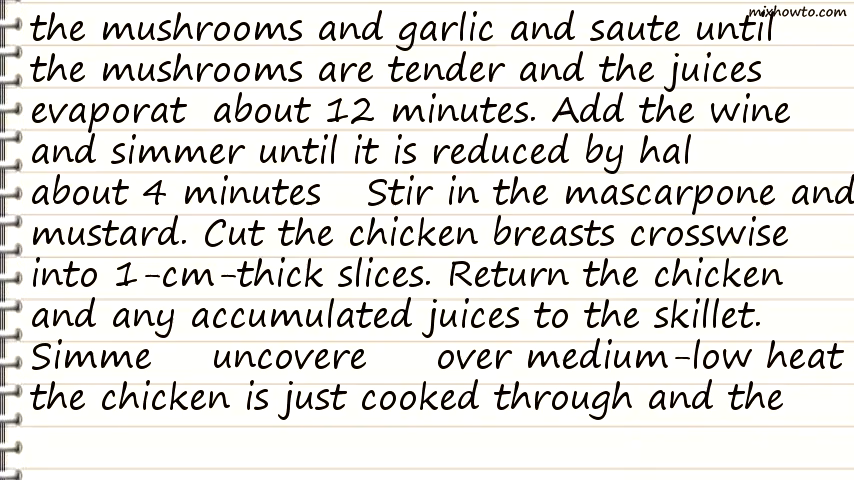 mixhowto.com
the mushrooms and garlic and saute until
the mushrooms are tender and the juices
evaporat about 12 minutes. Add the wine
and simmer until it is reduced by hal
about 4 minutes Stir in the mascarpone and
mustard. Cut the chicken breasts crosswise
into 1-cm-thick slices. Return the chicken
and any accumulated juices to the skillet.
Simme uncovere over medium-low heat
the chicken is just cooked through and the